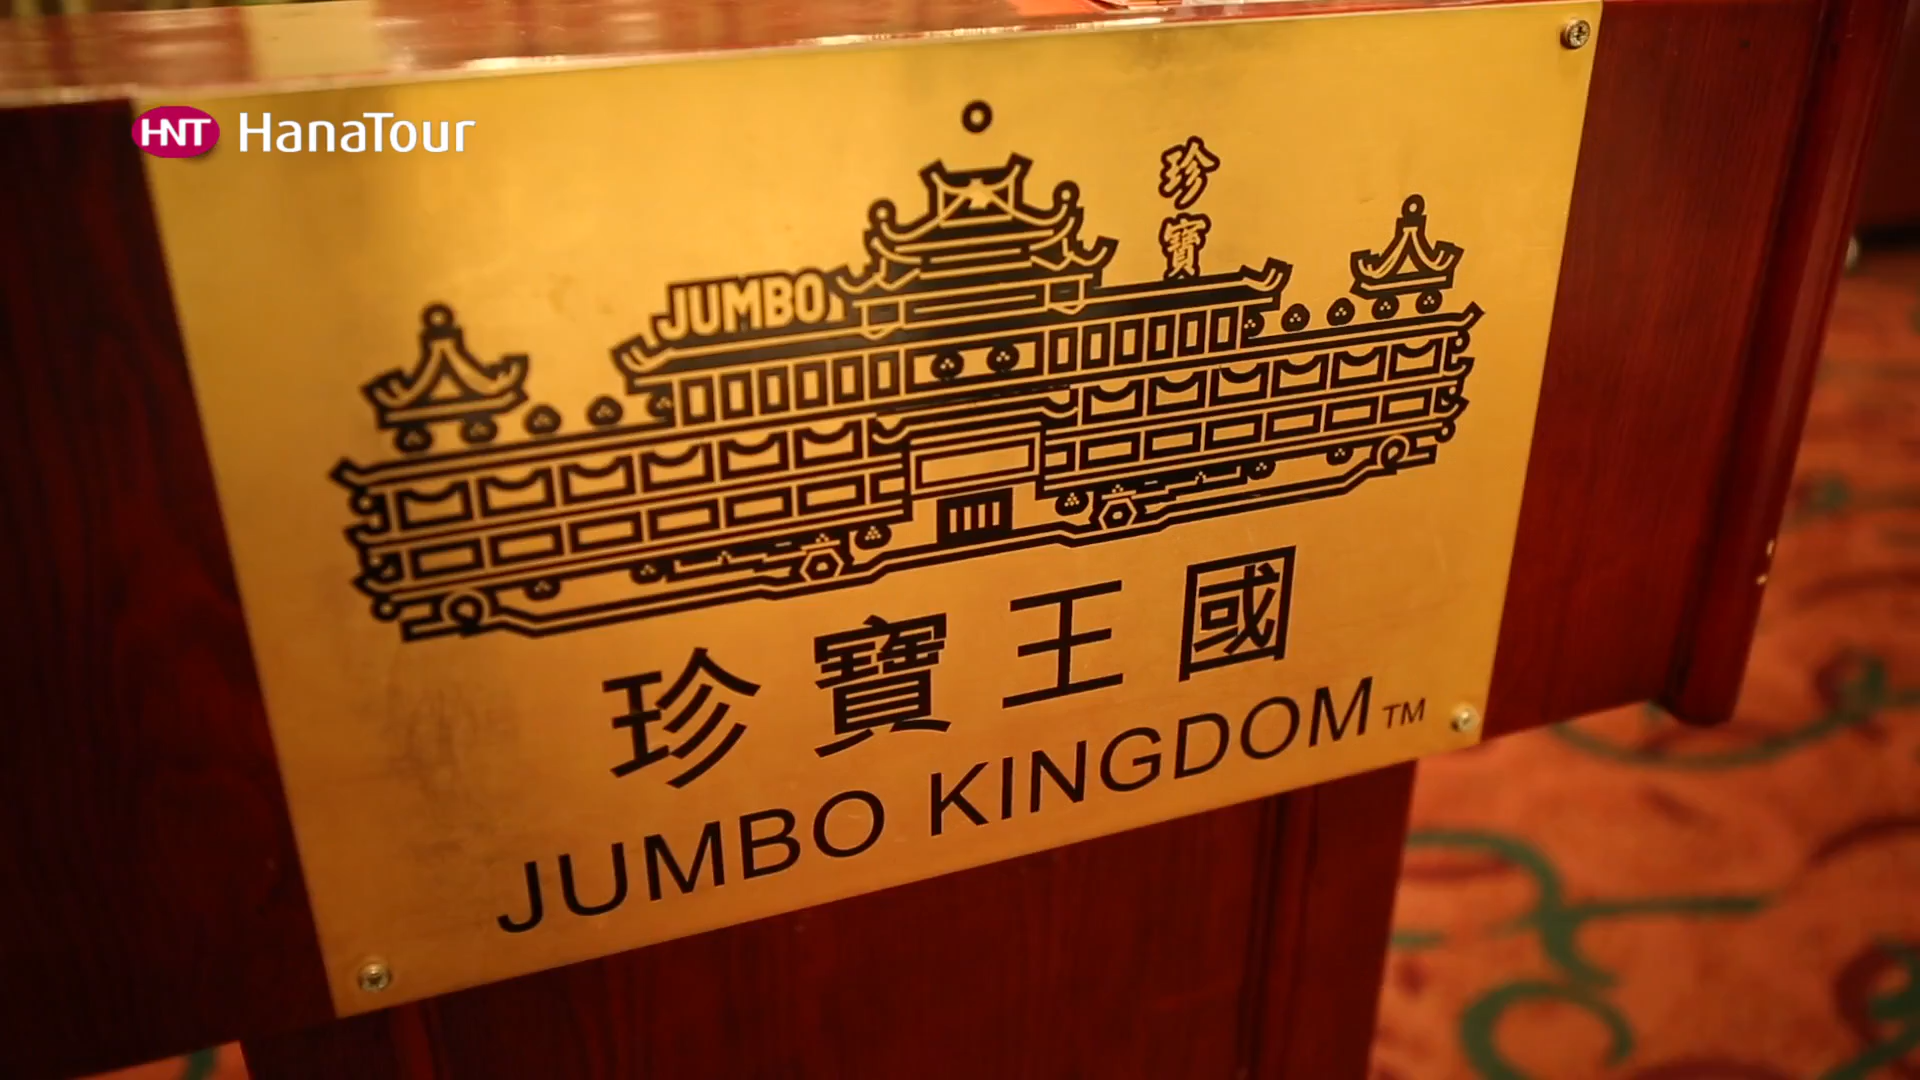 HNT HanaTour
珍寶
JUMBO
珍寶王國
JUMBO KINGDOM™